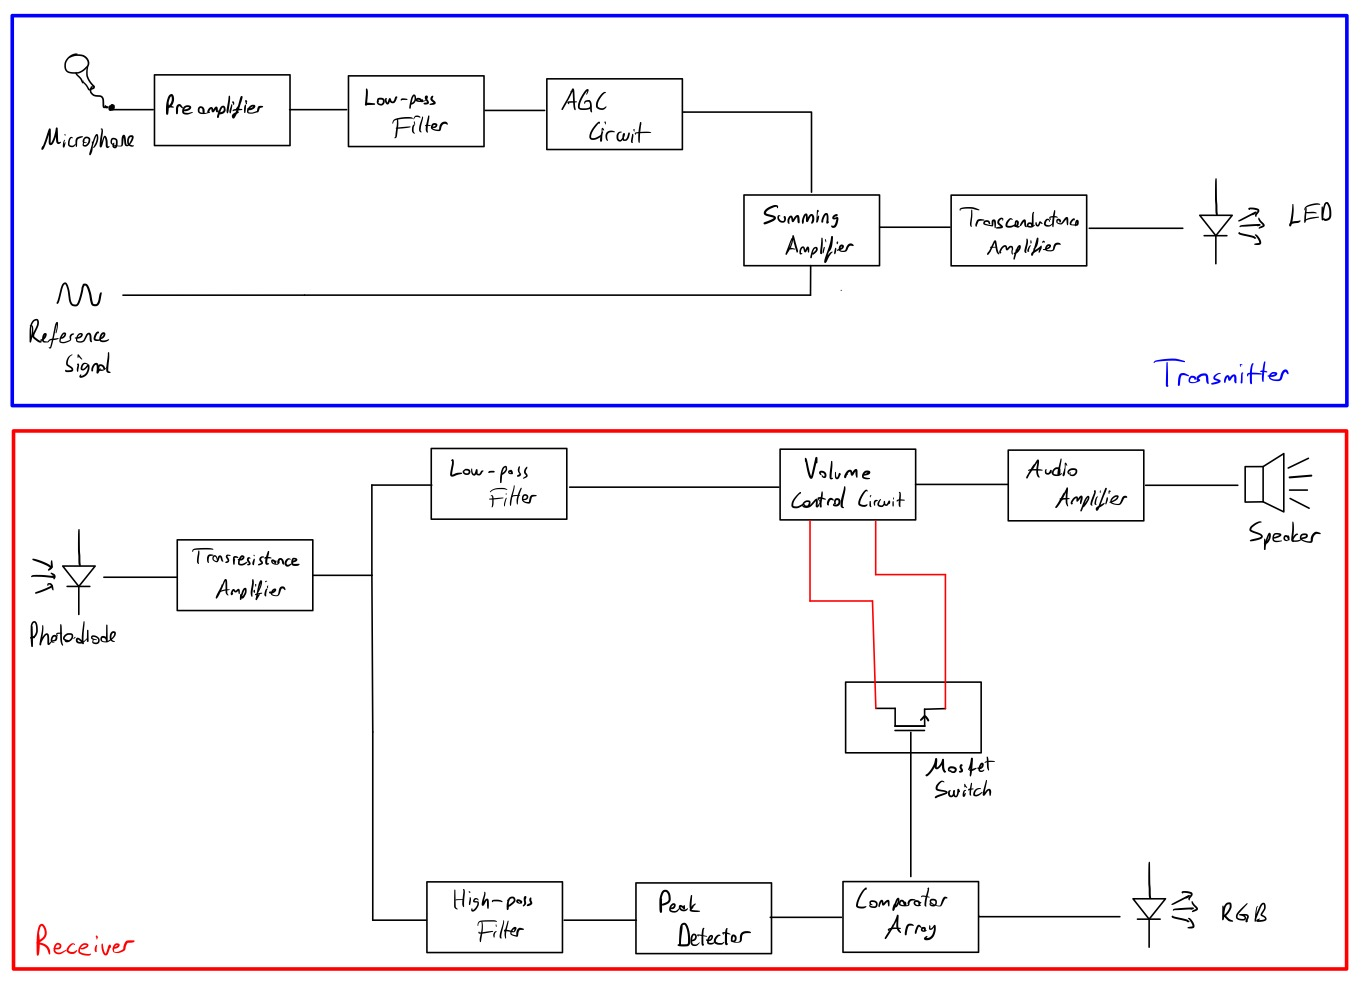 Preamplifier
Low-pass
Filter
AGC
Circuit
Microphone
Summing
Amplifier
Transconductance
Amplifier
LED
Reference
Signal
Transmitter
Low-pass
Filter
Volume
Control Circuit
Audio
Amplifier
Speaker
Transresistance
Amplifier
Photodiode
Mosfet
Switch
High-pass
Filter
Peak
Detector
Comparator
Array
RGB
Receiver